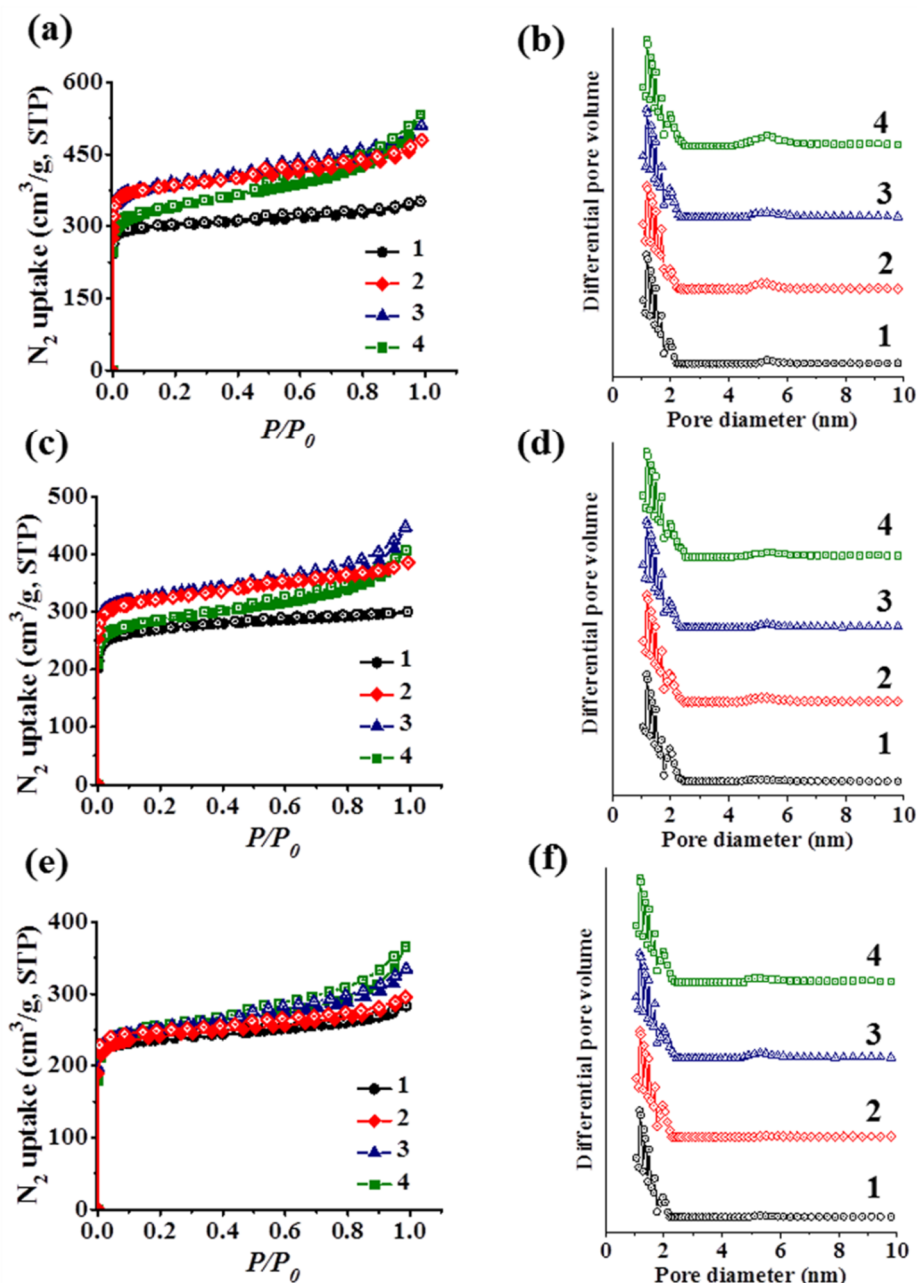 (a)
N₂ uptake (cm³/g, STP)
600
450
300
150
0
1
2
3
4
0.0 0.2 0.4 0.6 0.8 1.0
P/P₀
(b)
Differential pore volume
4
3
2
1
0 2 4 6 8 10
Pore diameter (nm)
(c)
N₂ uptake (cm³/g, STP)
500
400
300
200
100
0
1
2
3
4
0.0 0.2 0.4 0.6 0.8 1.0
P/P₀
(d)
Differential pore volume
4
3
2
1
0 2 4 6 8 10
Pore diameter (nm)
(e)
N₂ uptake (cm³/g, STP)
400
300
200
100
0
1
2
3
4
0.0 0.2 0.4 0.6 0.8 1.0
P/P₀
(f)
Differential pore volume
4
3
2
1
0 2 4 6 8 10
Pore diameter (nm)